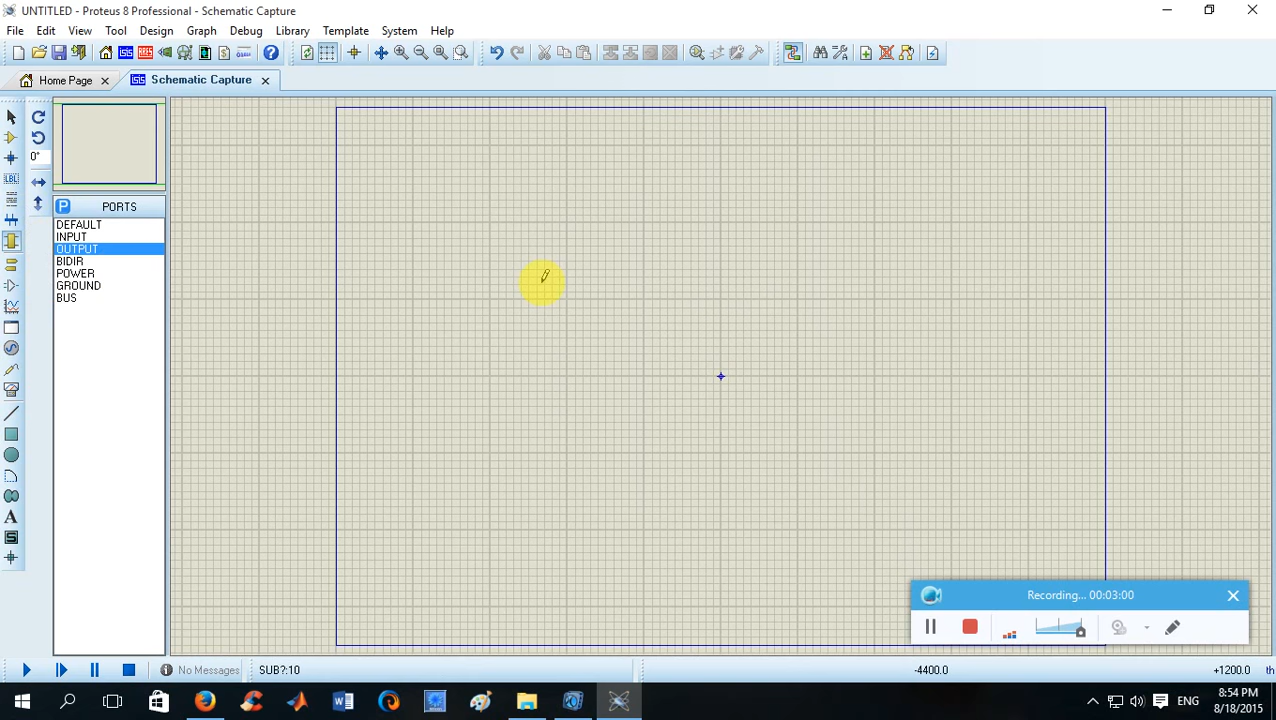 UNTITLED - Proteus 8 Professional - Schematic Capture
File Edit View Tool Design Graph Debug Library Template System Help
Home Page
Schematic Capture
0°
LBL
P PORTS
DEFAULT
INPUT
OUTPUT
BIDIR
POWER
GROUND
BUS
A
S
Recording... 00:03:00
No Messages
SUB?:10
-4400.0
+1200.0
th
ENG
8:54 PM
8/18/2015